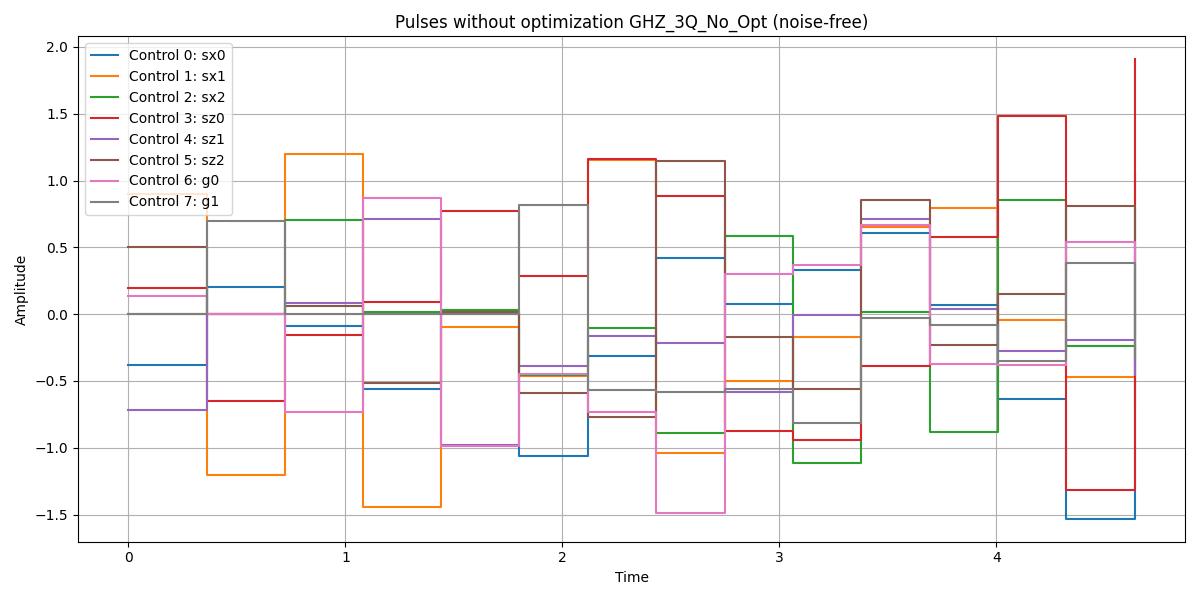 Pulses without optimization GHZ_3Q_No_Opt (noise-free)
2.0
1.5
1.0
0.5
0.0
−0.5
−1.0
−1.5
Amplitude
Control 0: sx0
Control 1: sx1
Control 2: sx2
Control 3: sz0
Control 4: sz1
Control 5: sz2
Control 6: g0
Control 7: g1
0 1 2 3 4
Time